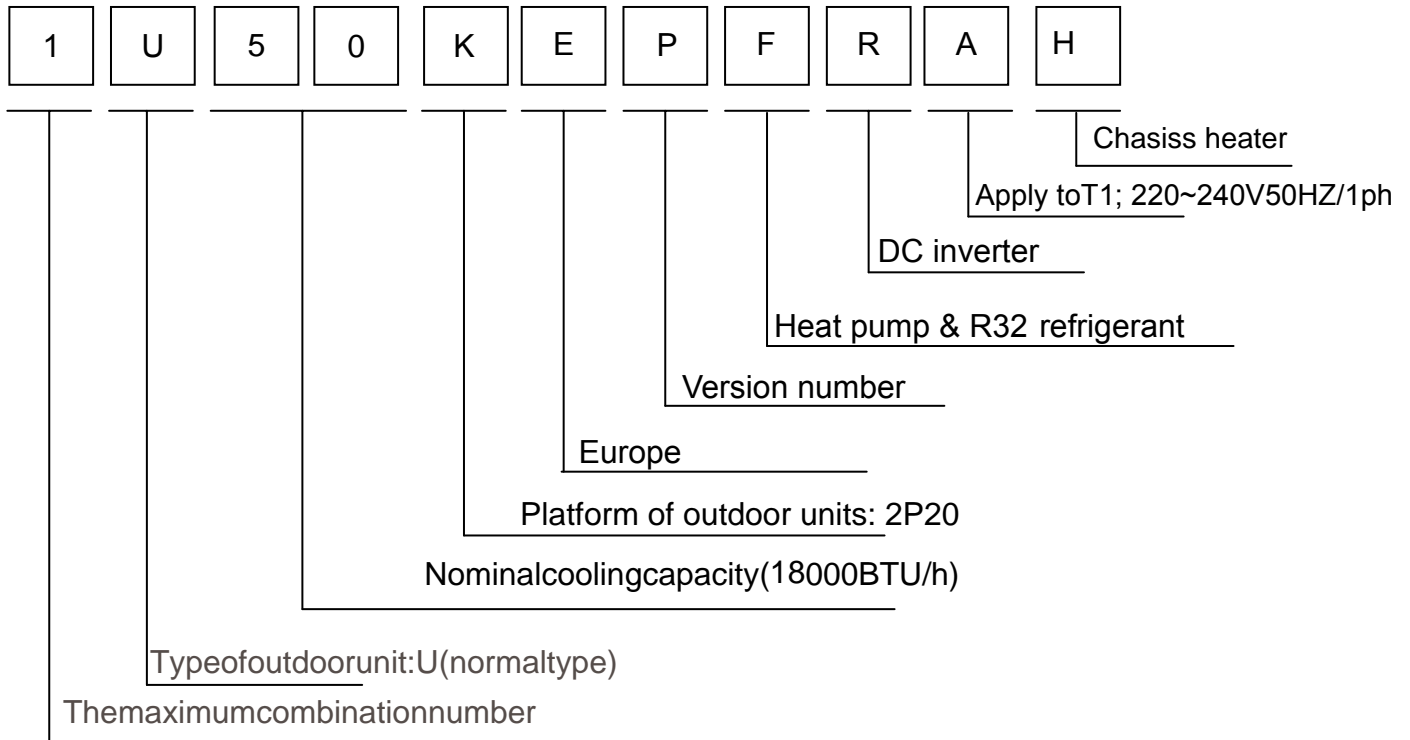 1 U 5 0 K E P F R A H
Chasiss heater
Apply toT1; 220~240V50HZ/1ph
DC inverter
Heat pump & R32 refrigerant
Version number
Europe
Platform of outdoor units: 2P20
Nominalcoolingcapacity(18000BTU/h)
Typeofoutdoorunit:U(normaltype)
Themaximumcombinationnumber